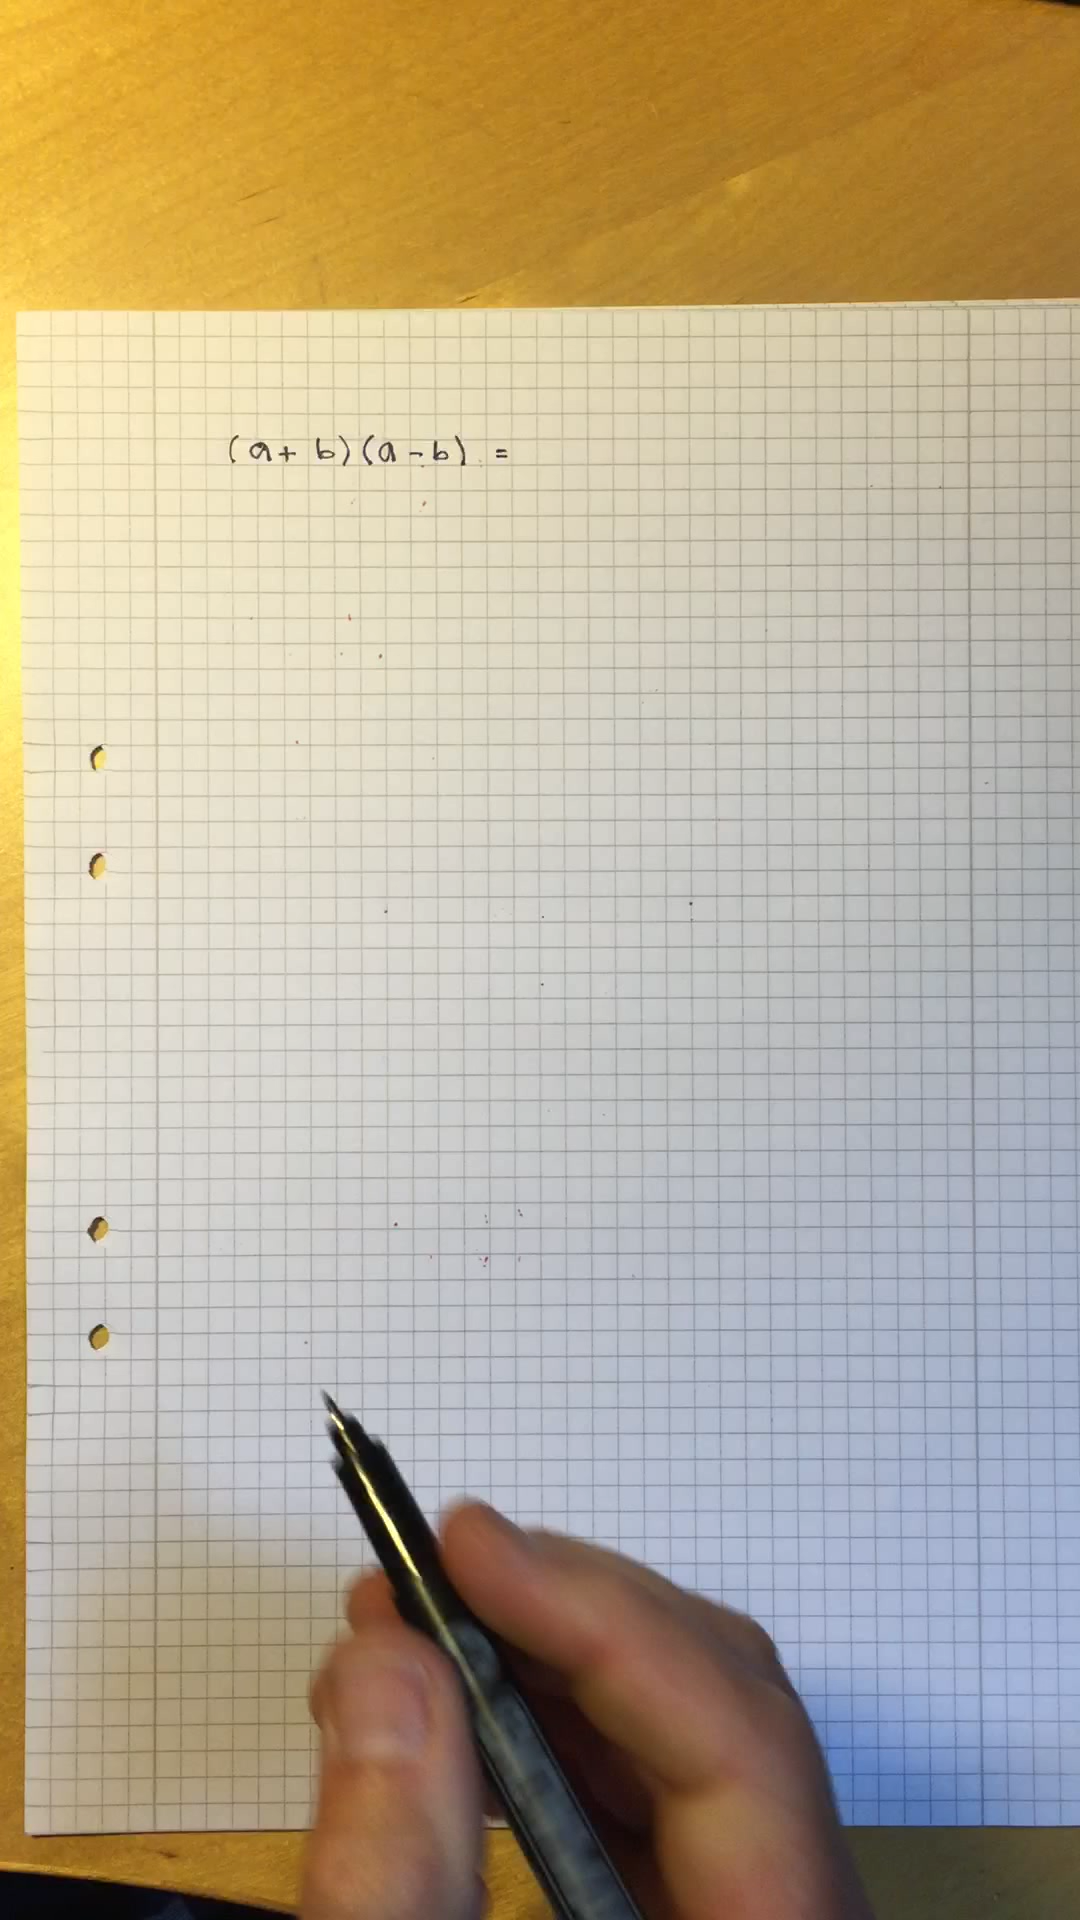 (a + b)(a - b) =